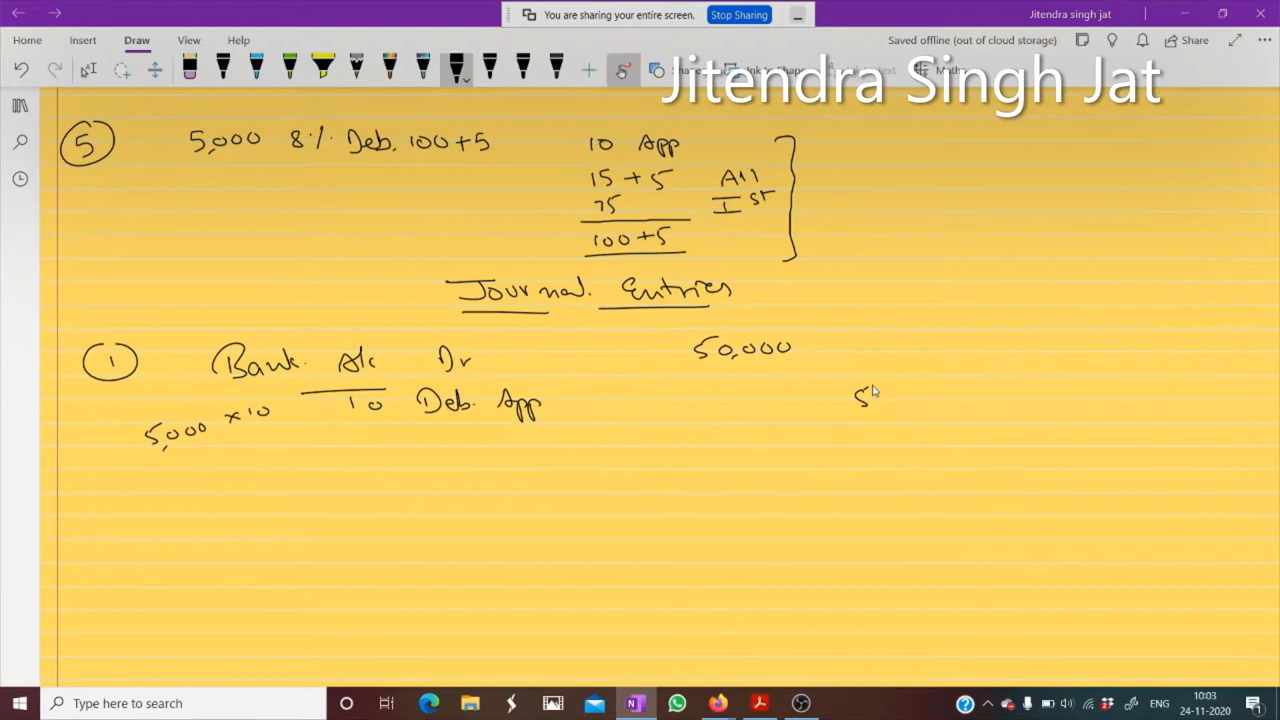 You are sharing your entire screen. Stop Sharing
Jitendra singh jat
Home Insert Draw View Help
Saved offline (out of cloud storage) Share
Jitendra Singh Jat
5 5,000 8% Deb. 100+5 10 App
15 + 5 All
75 I st
100+5
Journal. Entries
1 Bank A/c Dr 50,000
To Deb. App 5
5,000 x10
Type here to search
ENG
10:03
24-11-2020